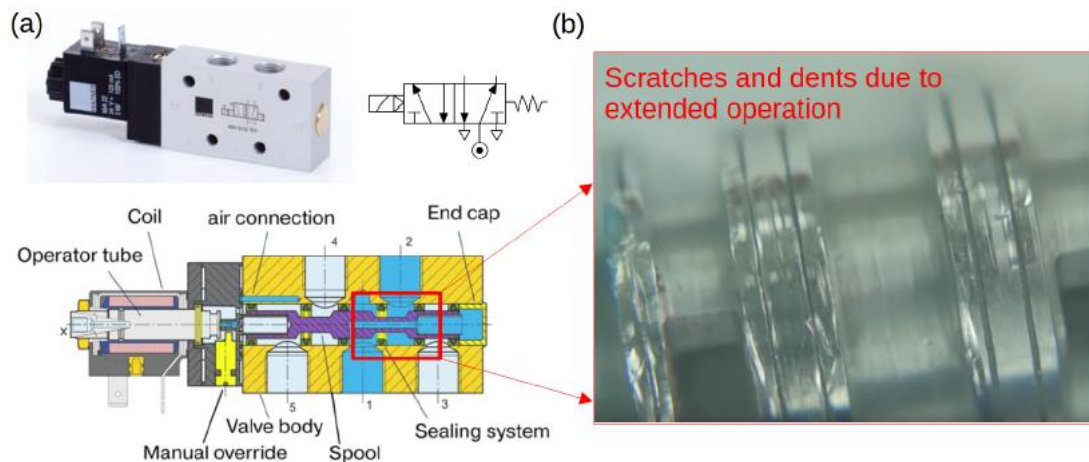 (a)
(b)
Scratches and dents due to
extended operation
Coil
air connection
End cap
Operator tube
4
2
x
5
1
3
Valve body
Sealing system
Manual override
Spool